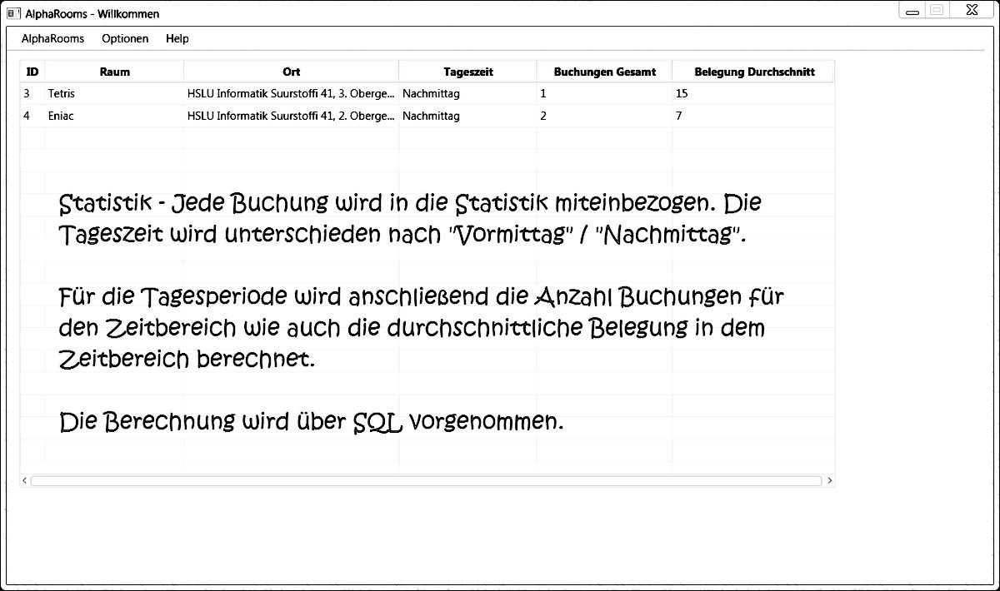 AlphaRooms - Willkommen
AlphaRooms Optionen Help
ID Raum Ort Tageszeit Buchungen Gesamt Belegung Durchschnitt
3 Tetris HSLU Informatik Suurstoffi 41, 3. Oberge... Nachmittag 1 15
4 Eniac HSLU Informatik Suurstoffi 41, 2. Oberge... Nachmittag 2 7
Statistik - Jede Buchung wird in die Statistik miteinbezogen. Die
Tageszeit wird unterschieden nach "Vormittag" / "Nachmittag".
Für die Tagesperiode wird anschließend die Anzahl Buchungen für
den Zeitbereich wie auch die durchschnittliche Belegung in dem
Zeitbereich berechnet.
Die Berechnung wird über SQL vorgenommen.